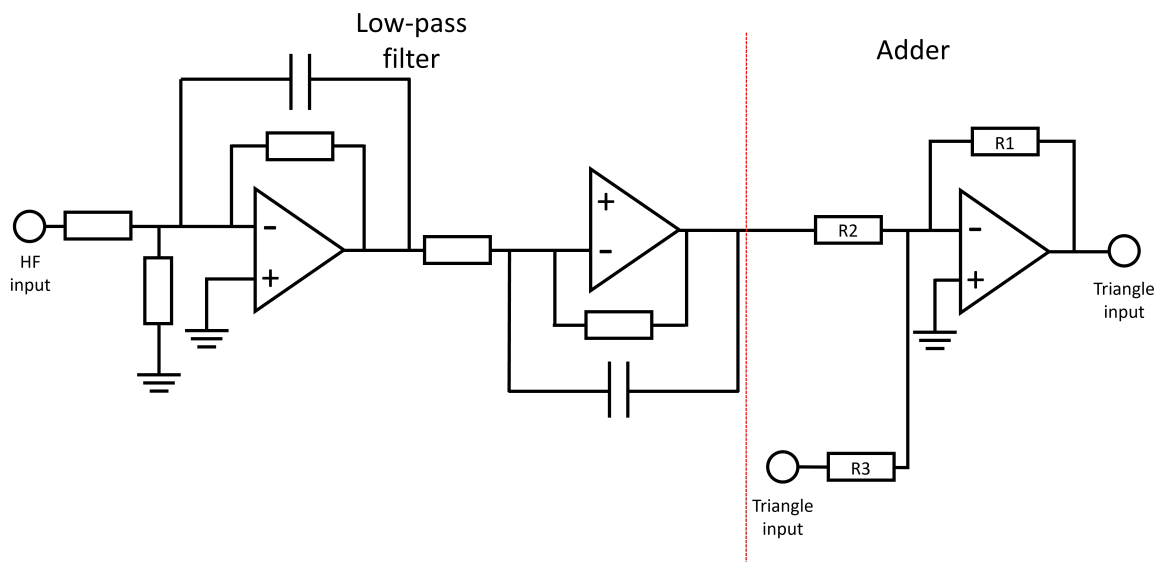 Low-pass
filter
Adder
R1
-
+
+
-
R2
-
+
HF
input
Triangle
input
R3
Triangle
input